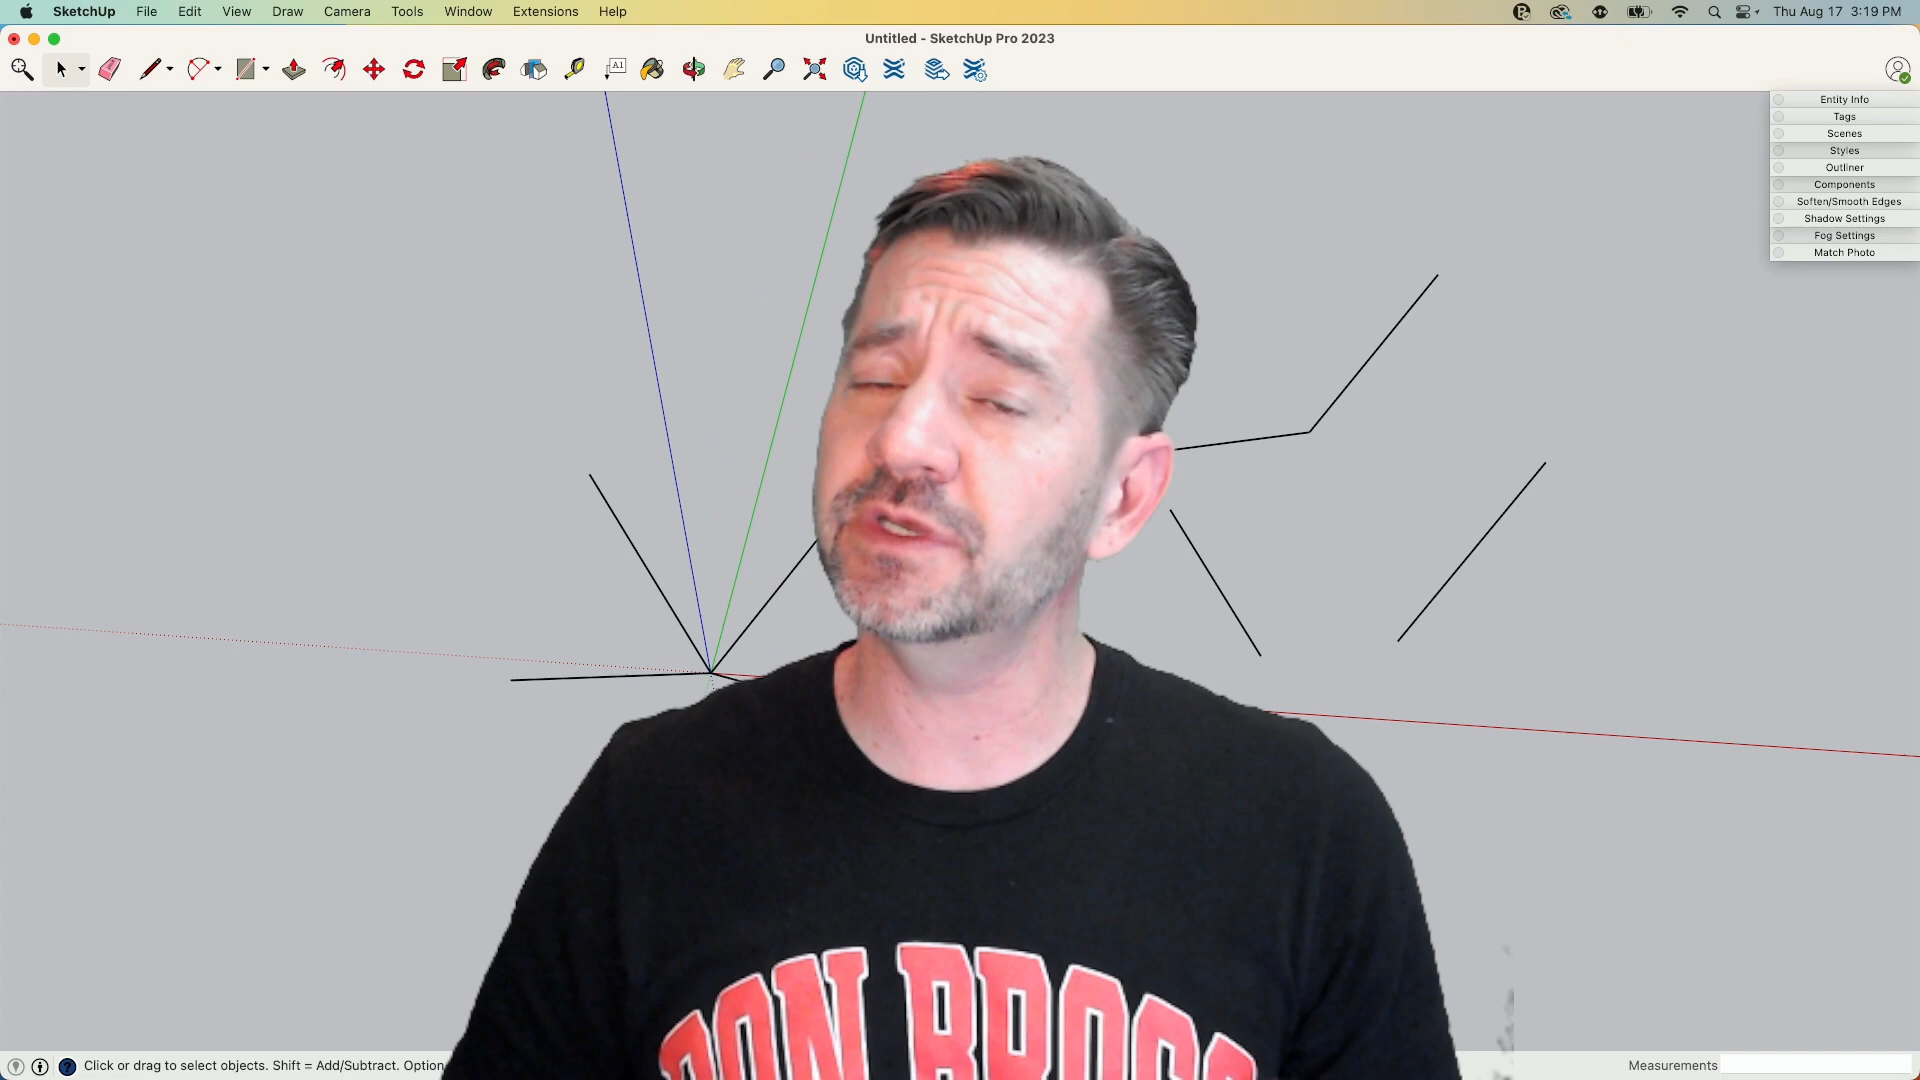 SketchUp File Edit View Draw Camera Tools Window Extensions Help Thu Aug 17 3:19 PM
Untitled - SketchUp Pro 2023
A1
Entity Info
Tags
Scenes
Styles
Outliner
Components
Soften/Smooth Edges
Shadow Settings
Fog Settings
Match Photo
Click or drag to select objects. Shift = Add/Subtract. Option
Measurements